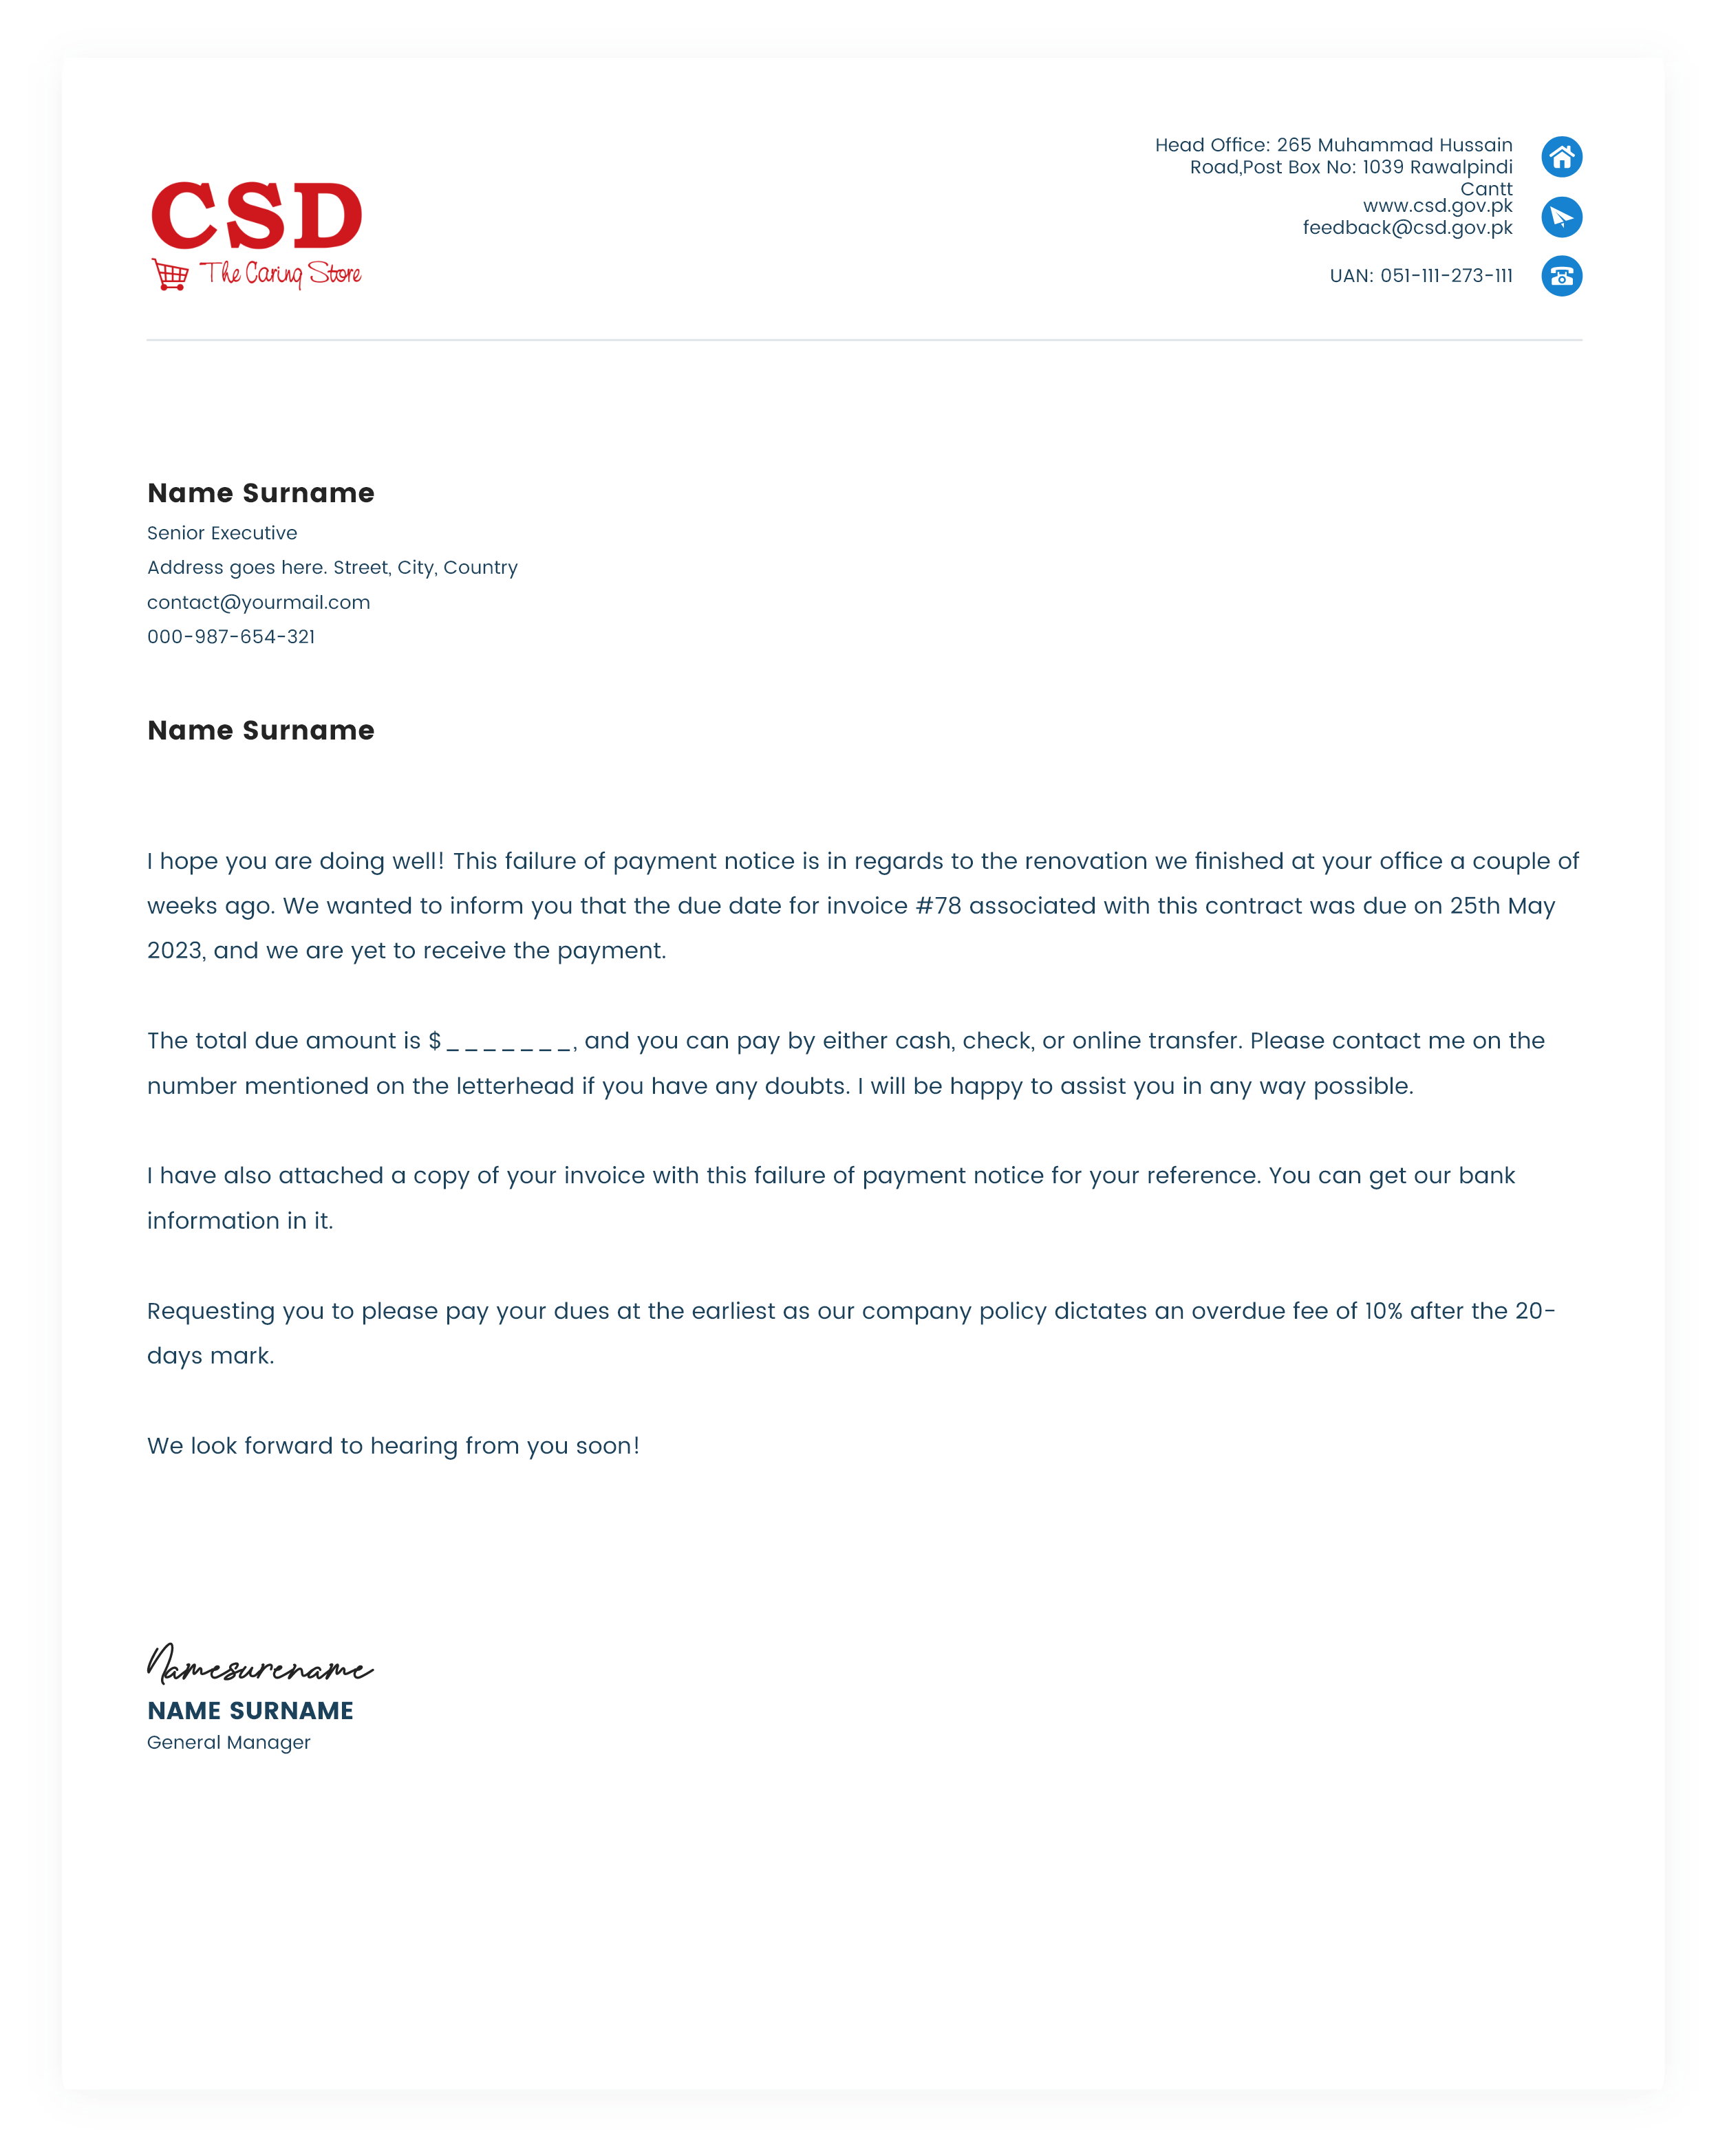 CSD
The Caring Store
Head Office: 265 Muhammad Hussain
Road,Post Box No: 1039 Rawalpindi
Cantt
www.csd.gov.pk
feedback@csd.gov.pk
UAN: 051-111-273-111
Name Surname
Senior Executive
Address goes here. Street, City, Country
contact@yourmail.com
000-987-654-321
Name Surname
I hope you are doing well! This failure of payment notice is in regards to the renovation we finished at your office a couple of
weeks ago. We wanted to inform you that the due date for invoice #78 associated with this contract was due on 25th May
2023, and we are yet to receive the payment.
The total due amount is $_______, and you can pay by either cash, check, or online transfer. Please contact me on the
number mentioned on the letterhead if you have any doubts. I will be happy to assist you in any way possible.
I have also attached a copy of your invoice with this failure of payment notice for your reference. You can get our bank
information in it.
Requesting you to please pay your dues at the earliest as our company policy dictates an overdue fee of 10% after the 20-
days mark.
We look forward to hearing from you soon!
Namesurename
NAME SURNAME
General Manager